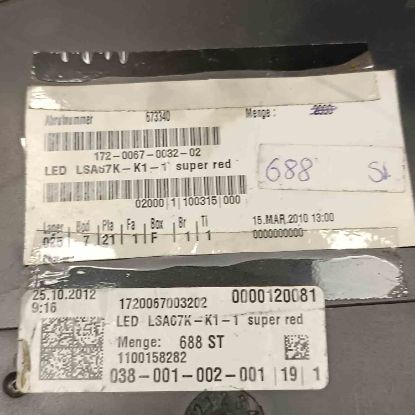 Abrufnummer 673340 Menge: 2000
172-0067-0032-02
LED LSA67K-K1-1 super red 688 St
02000 1 100315 000
Lager Bod Pla Fa Box Br Ti 15.MAR.2010 13:00
005 7 21 1 F 1 1 0000000000
25.10.2012 1720067003202 0000120081
9:16 LED LSA67K-K1-1 super red
Menge: 688 ST
1100158282
038-001-002-001 19 1